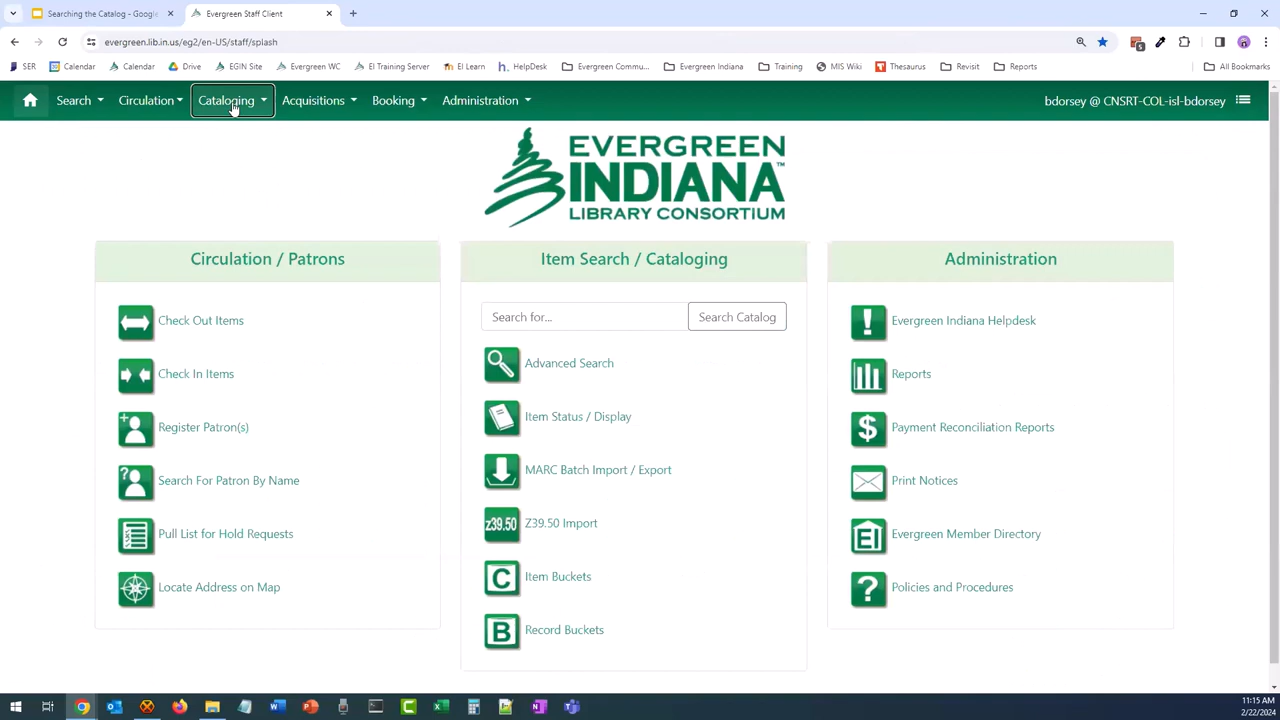 Searching the Catalog - Google
Evergreen Staff Client
evergreen.lib.in.us/eg2/en-US/staff/splash
SER
Calendar
Calendar
Drive
EGIN Site
Evergreen WC
EI Training Server
EI Learn
HelpDesk
Evergreen Commu...
Evergreen Indiana
Training
MIS Wiki
Thesaurus
Revisit
Reports
All Bookmarks
Search
Circulation
Cataloging
Acquisitions
Booking
Administration
bdorsey @ CNSRT-COL-isl-bdorsey
EVERGREEN
INDIANA™
LIBRARY CONSORTIUM
Circulation / Patrons
Check Out Items
Check In Items
Register Patron(s)
Search For Patron By Name
Pull List for Hold Requests
Locate Address on Map
Item Search / Cataloging
Search for...
Search Catalog
Advanced Search
Item Status / Display
MARC Batch Import / Export
z39.50
Z39.50 Import
C
Item Buckets
B
Record Buckets
Administration
!
Evergreen Indiana Helpdesk
Reports
$
Payment Reconciliation Reports
Print Notices
EI
Evergreen Member Directory
?
Policies and Procedures
11:15 AM
2/22/2024